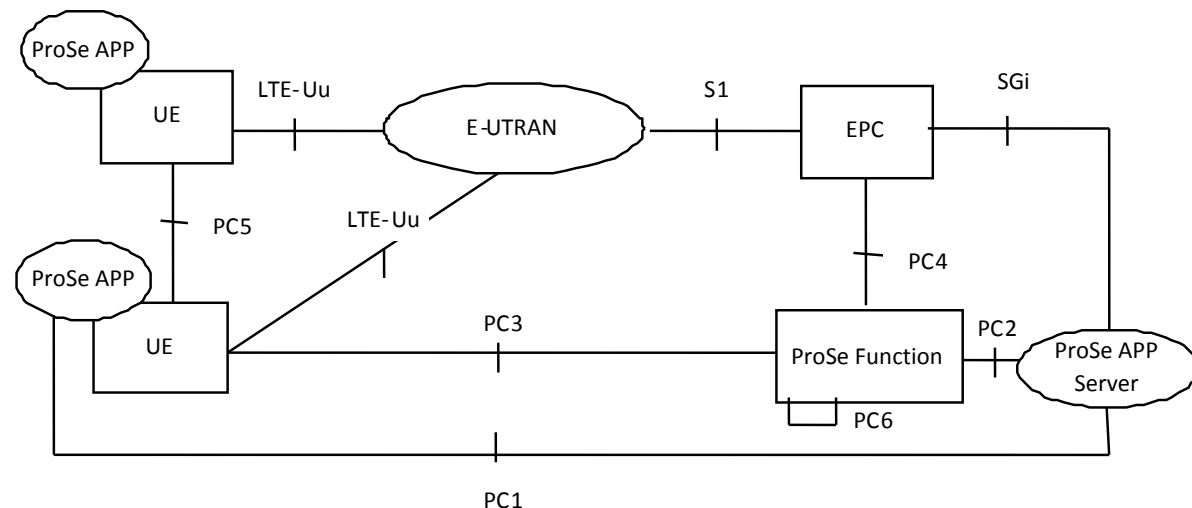 ProSe APP
UE
LTE-Uu
E-UTRAN
S1
EPC
SGi
LTE-Uu
PC5
PC4
ProSe APP
UE
PC3
ProSe Function
PC2
ProSe APP
Server
PC6
PC1